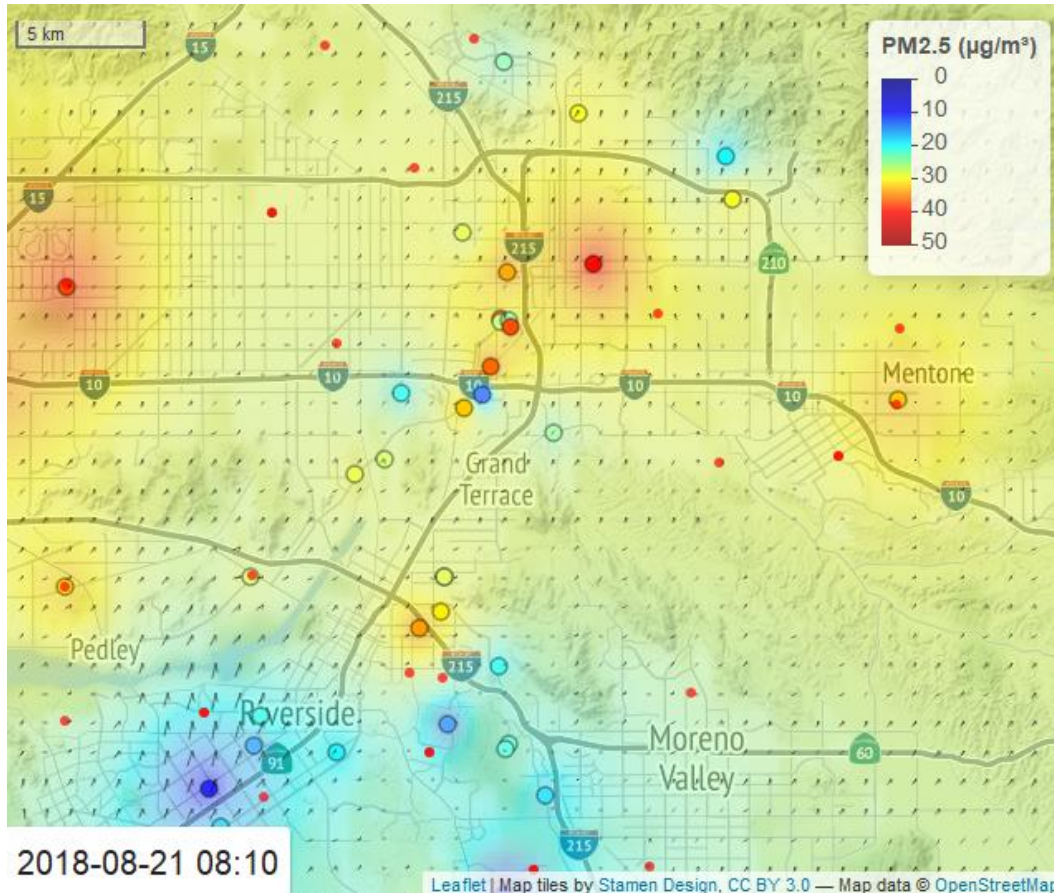 5 km
15
215
PM2.5 (µg/m³)
0
10
20
30
40
50
15
215
210
10
10
10
10
10
Mentone
Grand
Terrace
10
Pedley
215
Riverside
91
Moreno
Valley
60
215
2018-08-21 08:10
Leaflet | Map tiles by Stamen Design, CC BY 3.0 — Map data © OpenStreetMap